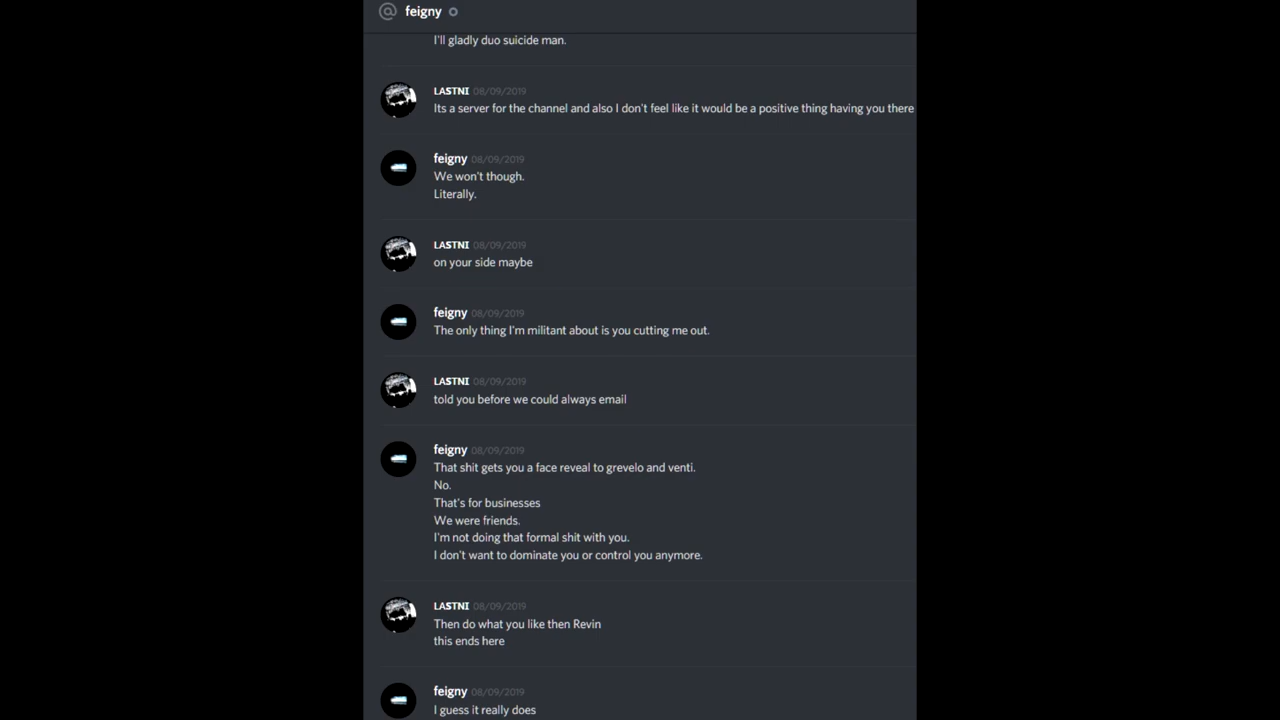 @ feigny
I'll gladly duo suicide man.
LASTNI 08/09/2019
Its a server for the channel and also I don't feel like it would be a positive thing having you there
feigny 08/09/2019
We won't though.
Literally.
LASTNI 08/09/2019
on your side maybe
feigny 08/09/2019
The only thing I'm militant about is you cutting me out.
LASTNI 08/09/2019
told you before we could always email
feigny 08/09/2019
That shit gets you a face reveal to grevelo and venti.
No.
That's for businesses
We were friends.
I'm not doing that formal shit with you.
I don't want to dominate you or control you anymore.
LASTNI 08/09/2019
Then do what you like then Revin
this ends here
feigny 08/09/2019
I guess it really does